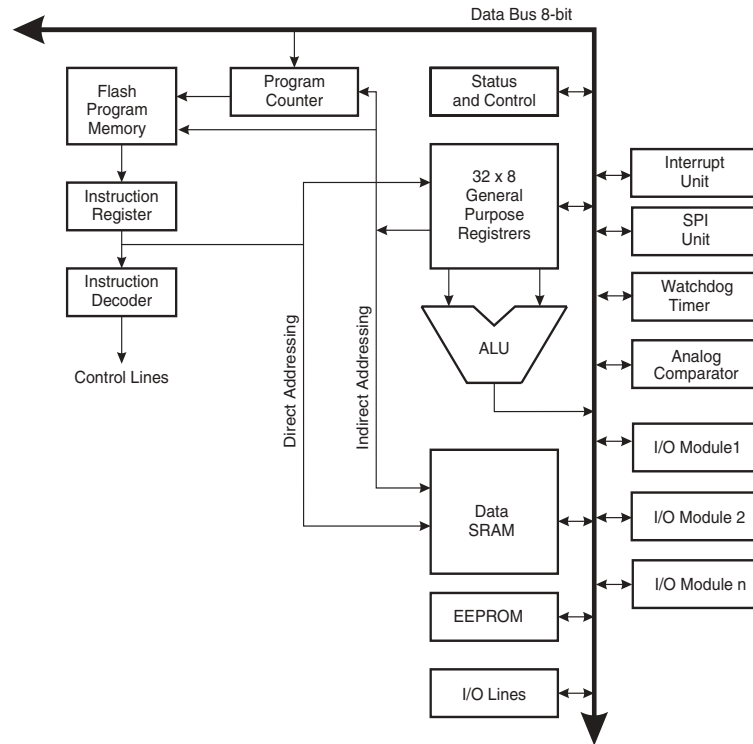 Data Bus 8-bit
Flash
Program
Memory
Program
Counter
Status
and Control
Instruction
Register
32 x 8
General
Purpose
Registrers
Interrupt
Unit
SPI
Unit
Instruction
Decoder
Watchdog
Timer
Control Lines
Direct Addressing
Indirect Addressing
ALU
Analog
Comparator
I/O Module1
Data
SRAM
I/O Module 2
I/O Module n
EEPROM
I/O Lines